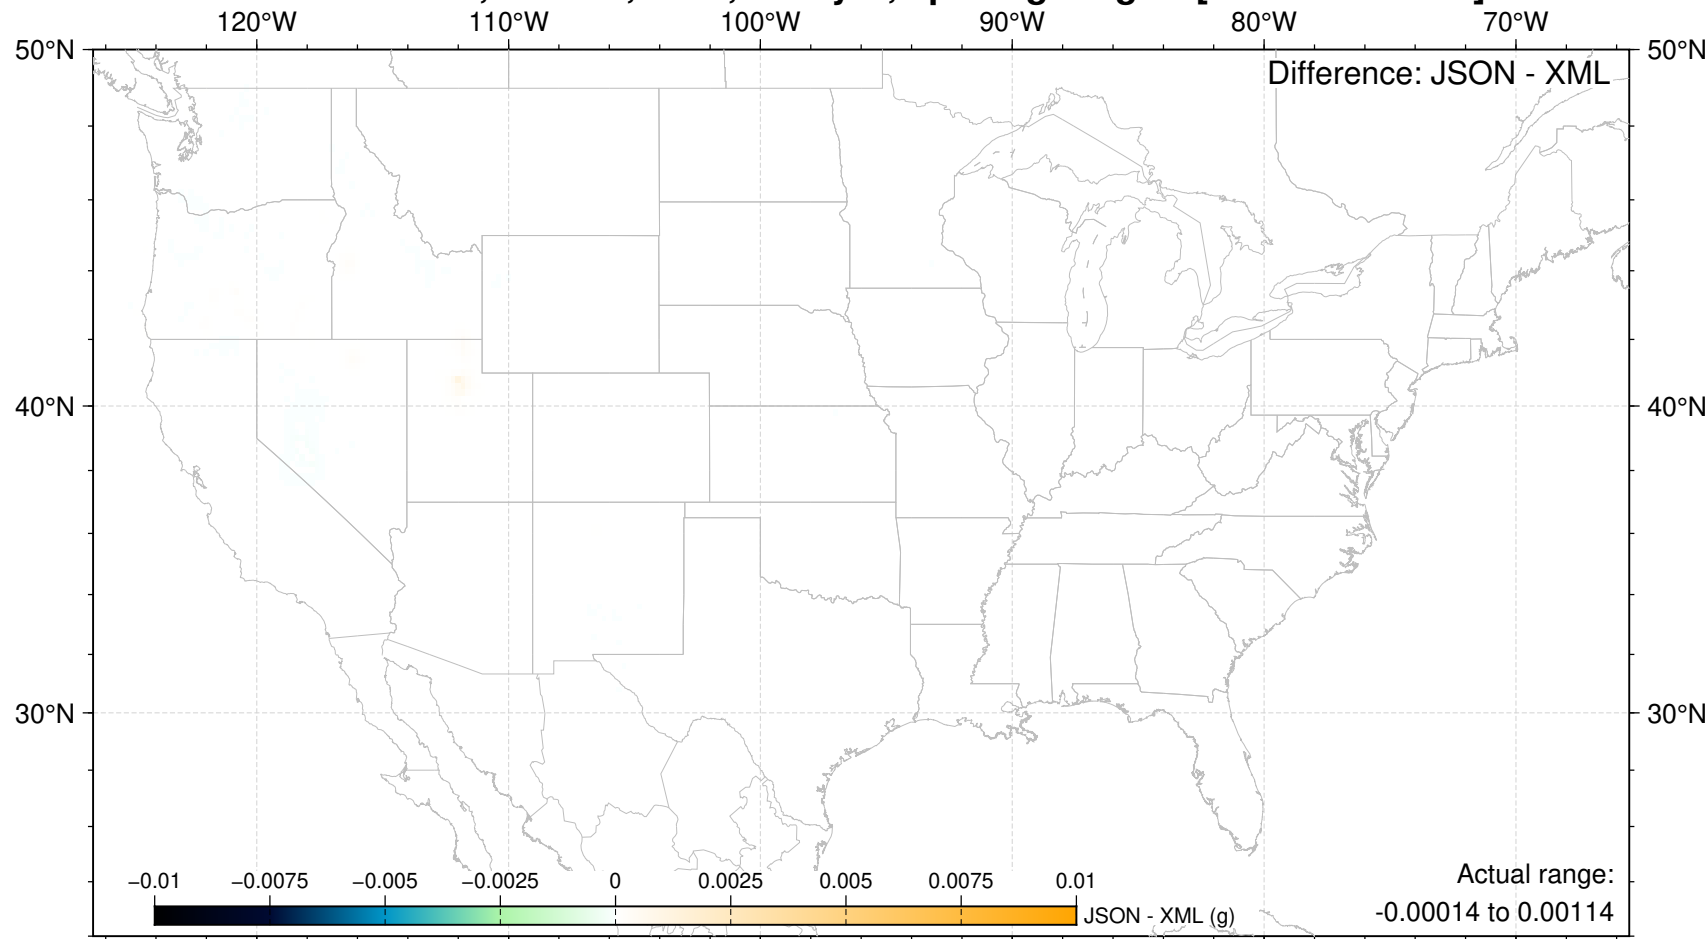 120°W 110°W 100°W 90°W 80°W 70°W
50°N 50°N
Difference: JSON - XML
40°N 40°N
30°N 30°N
−0.01 −0.0075 −0.005 −0.0025 0 0.0025 0.005 0.0075 0.01
JSON - XML (g)
Actual range:
-0.00014 to 0.00114